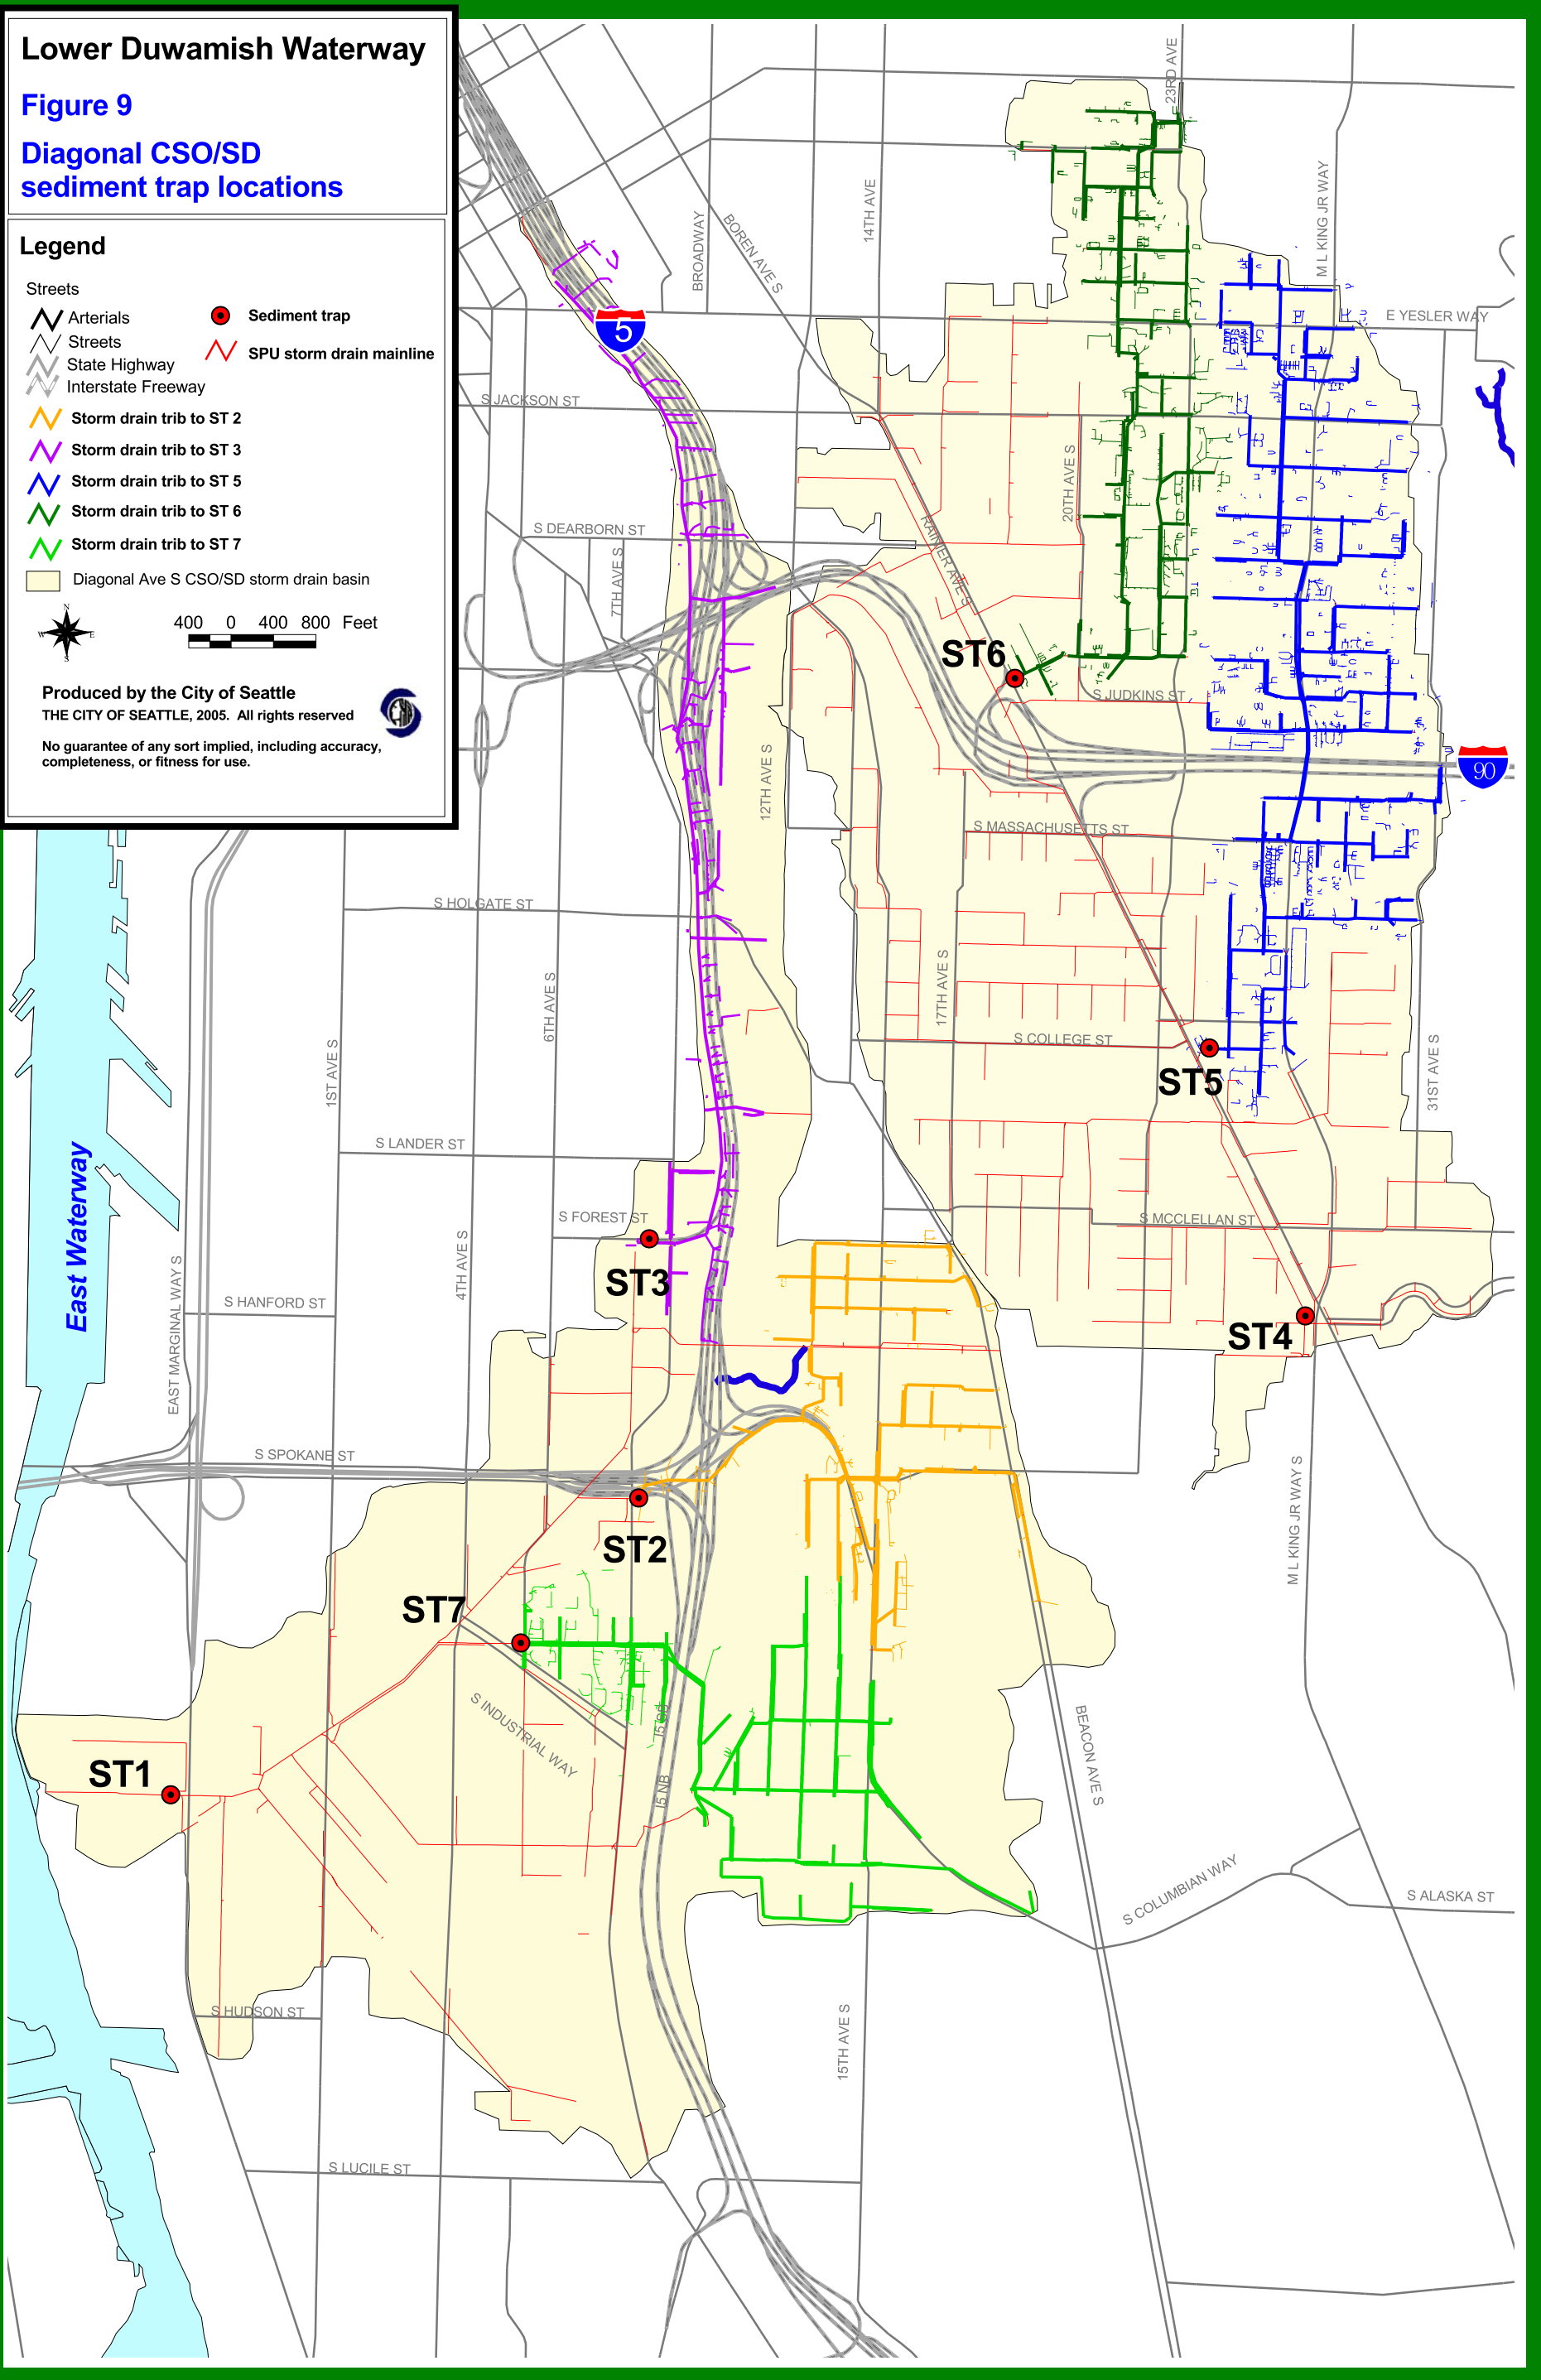 Lower Duwamish Waterway
Figure 9
Diagonal CSO/SD
sediment trap locations
Legend
Streets
Arterials
Streets
State Highway
Interstate Freeway
Sediment trap
SPU storm drain mainline
Storm drain trib to ST 2
Storm drain trib to ST 3
Storm drain trib to ST 5
Storm drain trib to ST 6
Storm drain trib to ST 7
Diagonal Ave S CSO/SD storm drain basin
N
W E
S
400 0 400 800 Feet
Produced by the City of Seattle
THE CITY OF SEATTLE, 2005. All rights reserved
No guarantee of any sort implied, including accuracy,
completeness, or fitness for use.
23RD AVE
M L KING JR WAY
14TH AVE
BROADWAY
BOREN AVE S
E YESLER WAY
5
S JACKSON ST
20TH AVE S
RAINIER AVE S
S DEARBORN ST
7TH AVE S
ST6
S JUDKINS ST
12TH AVE S
90
S MASSACHUSETTS ST
S HOLGATE ST
17TH AVE S
6TH AVE S
S COLLEGE ST
1ST AVE S
31ST AVE S
ST5
S LANDER ST
East Waterway
S FOREST ST
S MCCLELLAN ST
4TH AVE S
ST3
S HANFORD ST
EAST MARGINAL WAY S
ST4
S SPOKANE ST
M L KING JR WAY S
ST2
ST7
S INDUSTRIAL WAY
I5 SB
I5 NB
BEACON AVE S
ST1
S COLUMBIAN WAY
S ALASKA ST
S HUDSON ST
15TH AVE S
S LUCILE ST